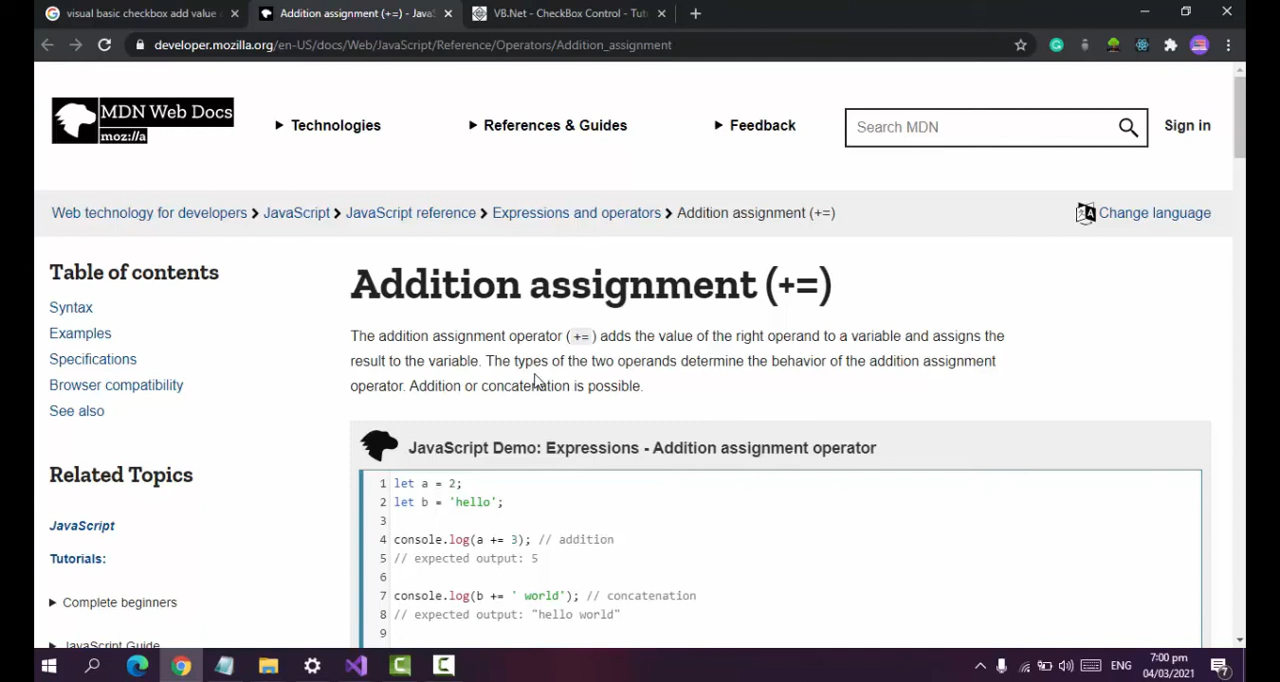 visual basic checkbox add value
Addition assignment (+=) - Java
VB.Net - CheckBox Control - Tut
developer.mozilla.org/en-US/docs/Web/JavaScript/Reference/Operators/Addition_assignment
MDN Web Docs
moz://a
Technologies
References & Guides
Feedback
Search MDN
Sign in
Web technology for developers
JavaScript
JavaScript reference
Expressions and operators
Addition assignment (+=)
Change language
Table of contents
Syntax
Examples
Specifications
Browser compatibility
See also
Related Topics
JavaScript
Tutorials:
Complete beginners
JavaScript Guide
Addition assignment (+=)
The addition assignment operator (+=) adds the value of the right operand to a variable and assigns the
result to the variable. The types of the two operands determine the behavior of the addition assignment
operator. Addition or concatenation is possible.
JavaScript Demo: Expressions - Addition assignment operator
1 let a = 2;
2 let b = 'hello';
3
4 console.log(a += 3); // addition
5 // expected output: 5
6
7 console.log(b += ' world'); // concatenation
8 // expected output: "hello world"
9
ENG
7:00 pm
04/03/2021
7